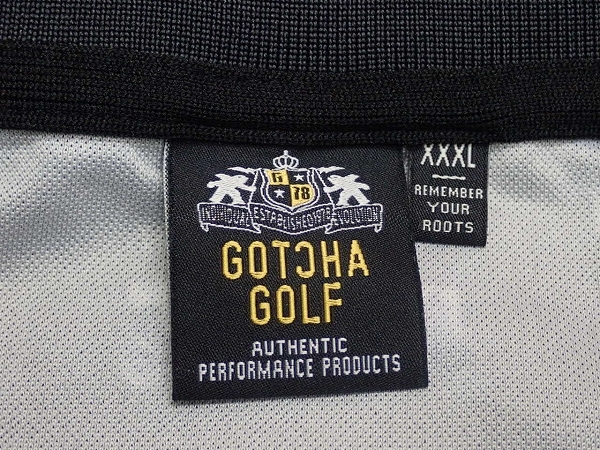 G
78
INDIVIDUAL ESTABLISHED 1978 EVOLUTION
GOTCHA
GOLF
AUTHENTIC
PERFORMANCE PRODUCTS
XXXL
REMEMBER
YOUR
ROOTS